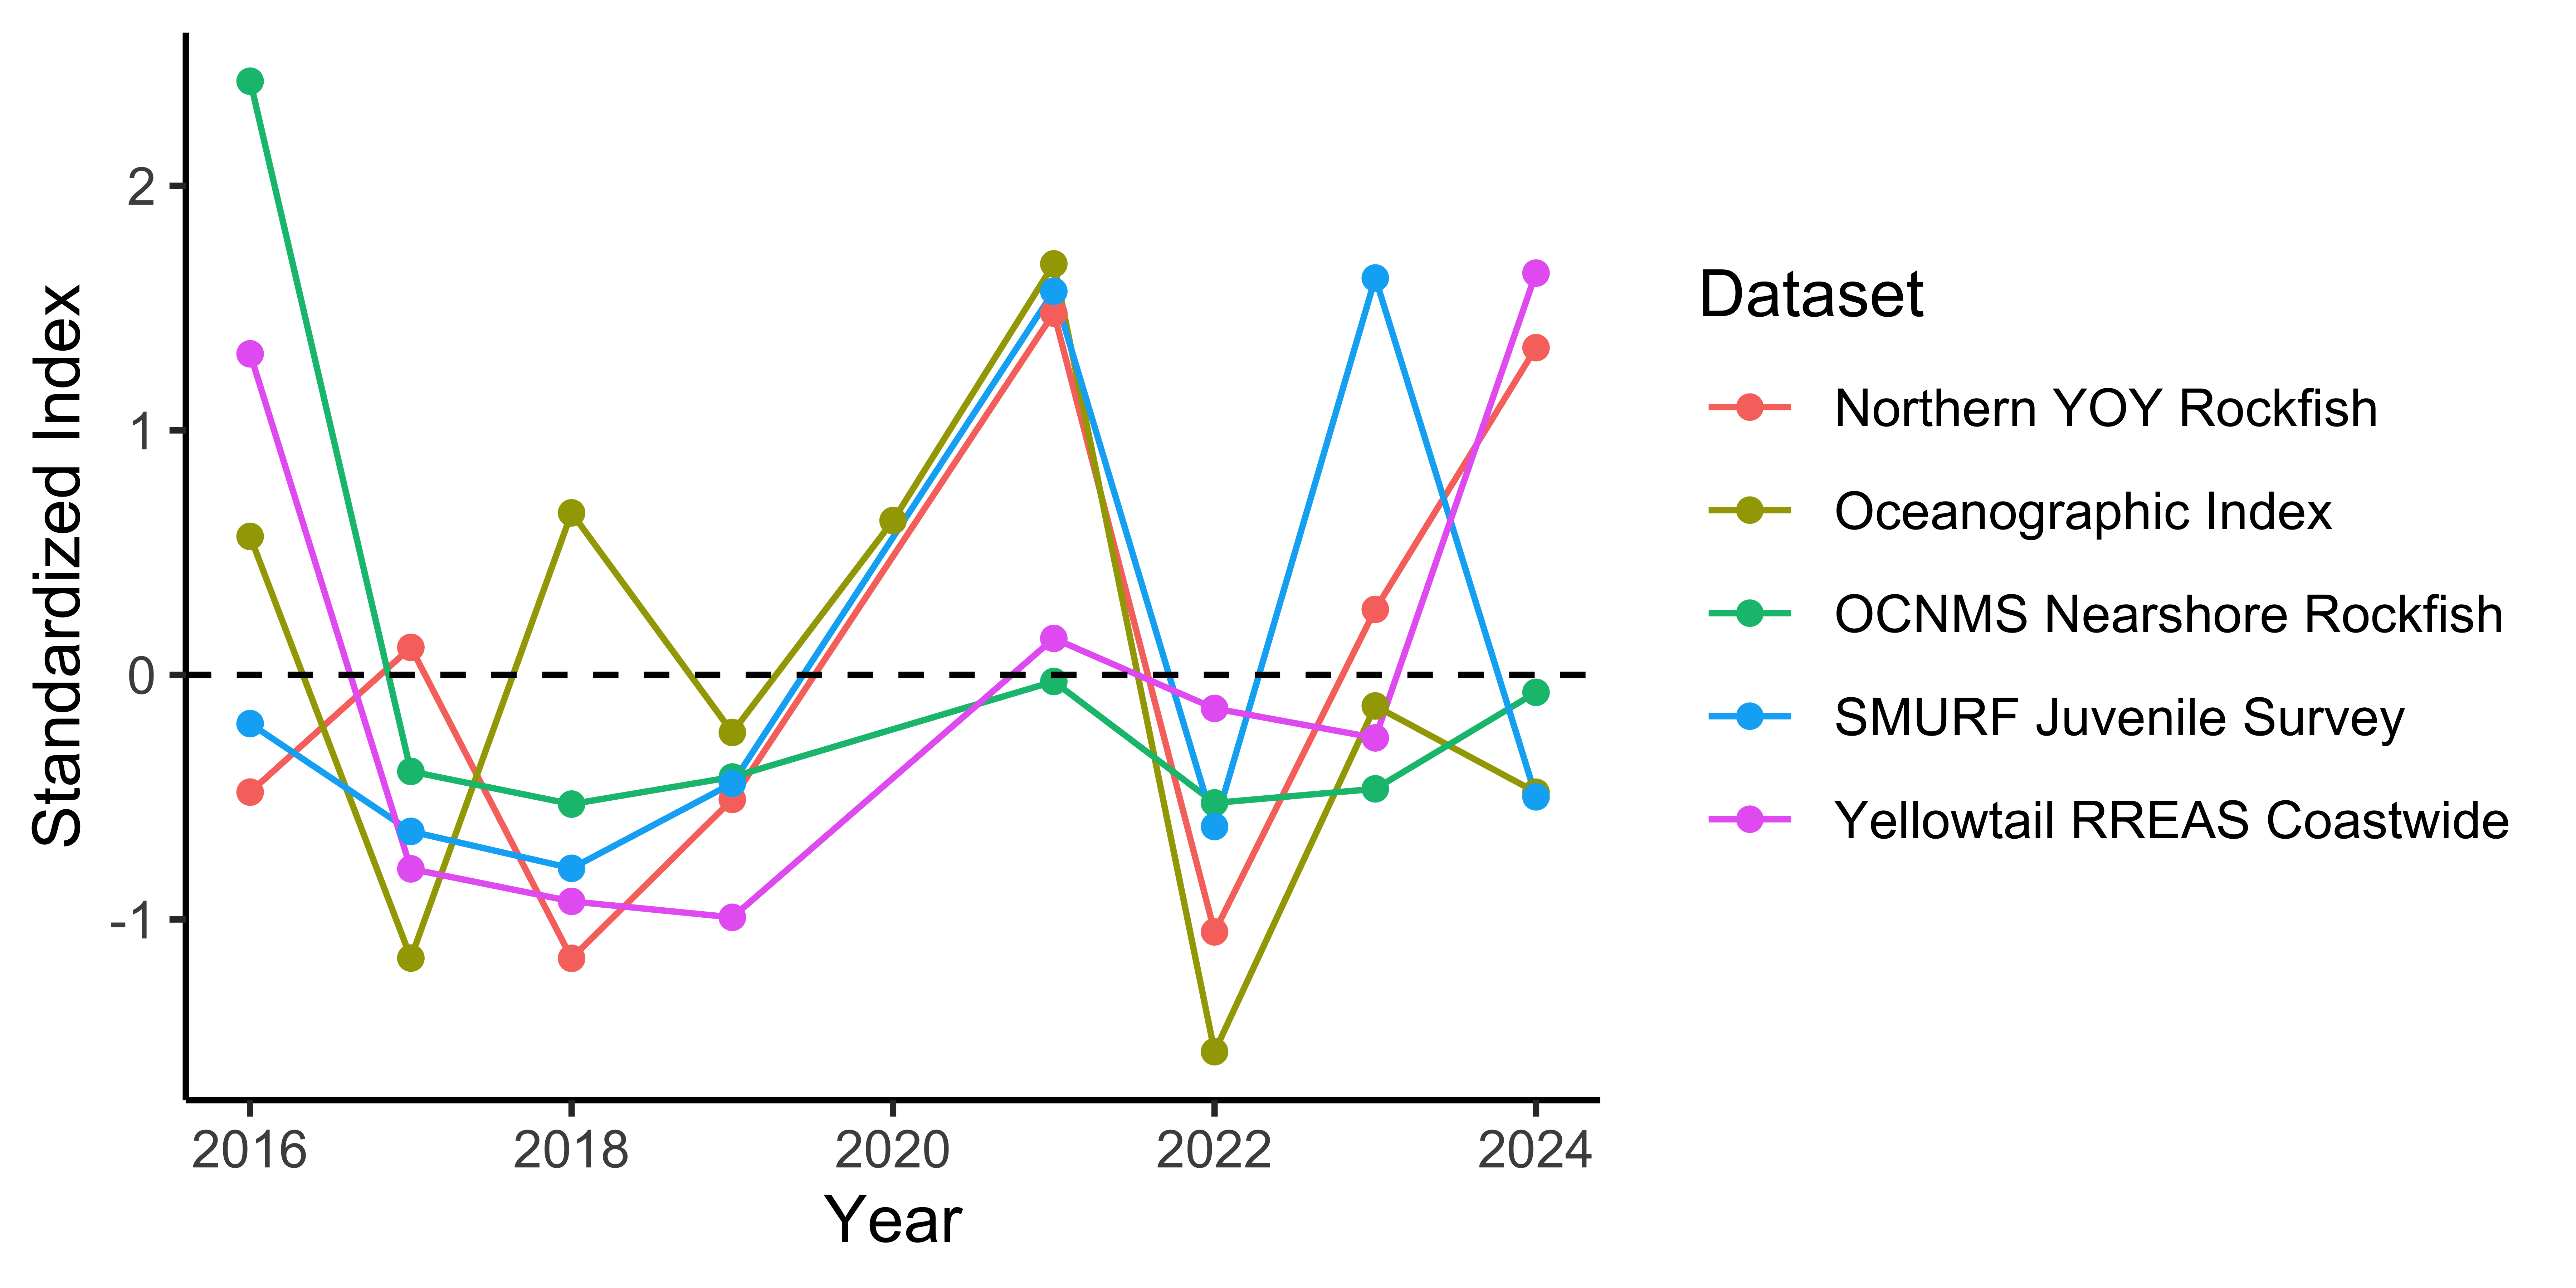 Standardized Index
2
1
0
-1
2016 2018 2020 2022 2024
Year
Dataset
Northern YOY Rockfish
Oceanographic Index
OCNMS Nearshore Rockfish
SMURF Juvenile Survey
Yellowtail RREAS Coastwide